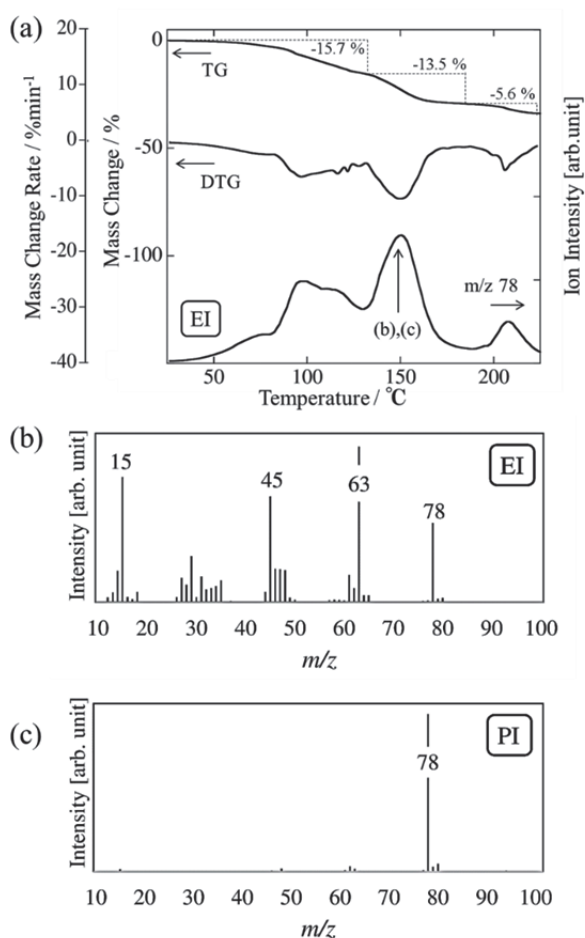 (a)
Mass Change Rate / %min-1
20
10
0
-10
-20
-30
-40
Mass Change / %
0
-50
-100
TG
-15.7 %
-13.5 %
-5.6 %
DTG
EI
m/z 78
(b),(c)
Ion Intensity [arb.unit]
50
100
150
200
Temperature / ℃
(b)
Intensity [arb. unit]
EI
15
45
63
78
10 20 30 40 50 60 70 80 90 100
m/z
(c)
Intensity [arb. unit]
PI
78
10 20 30 40 50 60 70 80 90 100
m/z